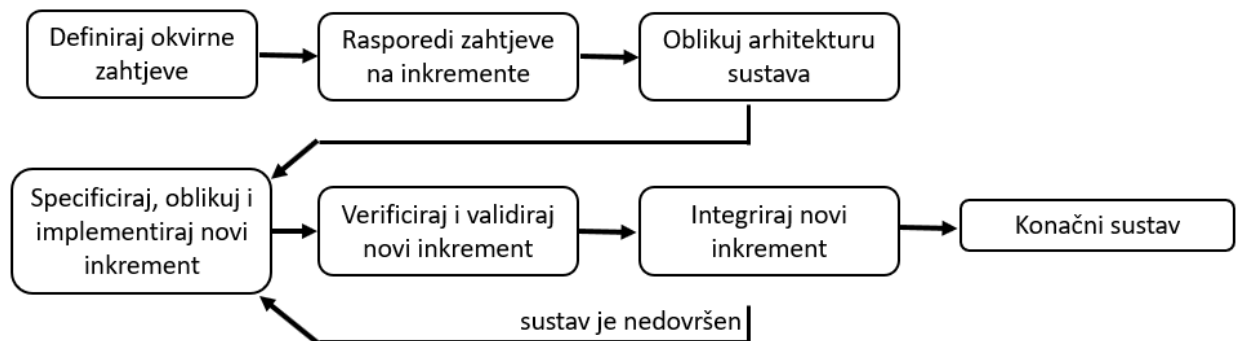 Definiraj okvirne
zahtjeve
Rasporedi zahtjeve
na inkremente
Oblikuj arhitekturu
sustava
Specificiraj, oblikuj i
implementiraj novi
inkrement
Verificiraj i validiraj
novi inkrement
Integriraj novi
inkrement
Konačni sustav
sustav je nedovršen